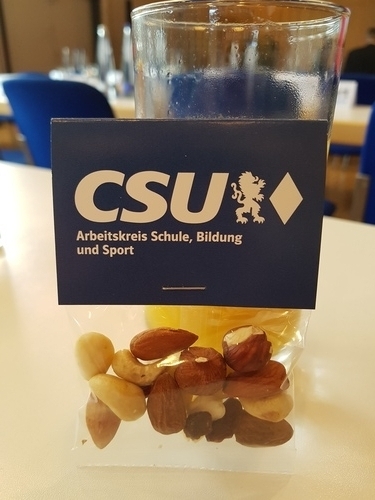 CSU
Arbeitskreis Schule, Bildung
und Sport